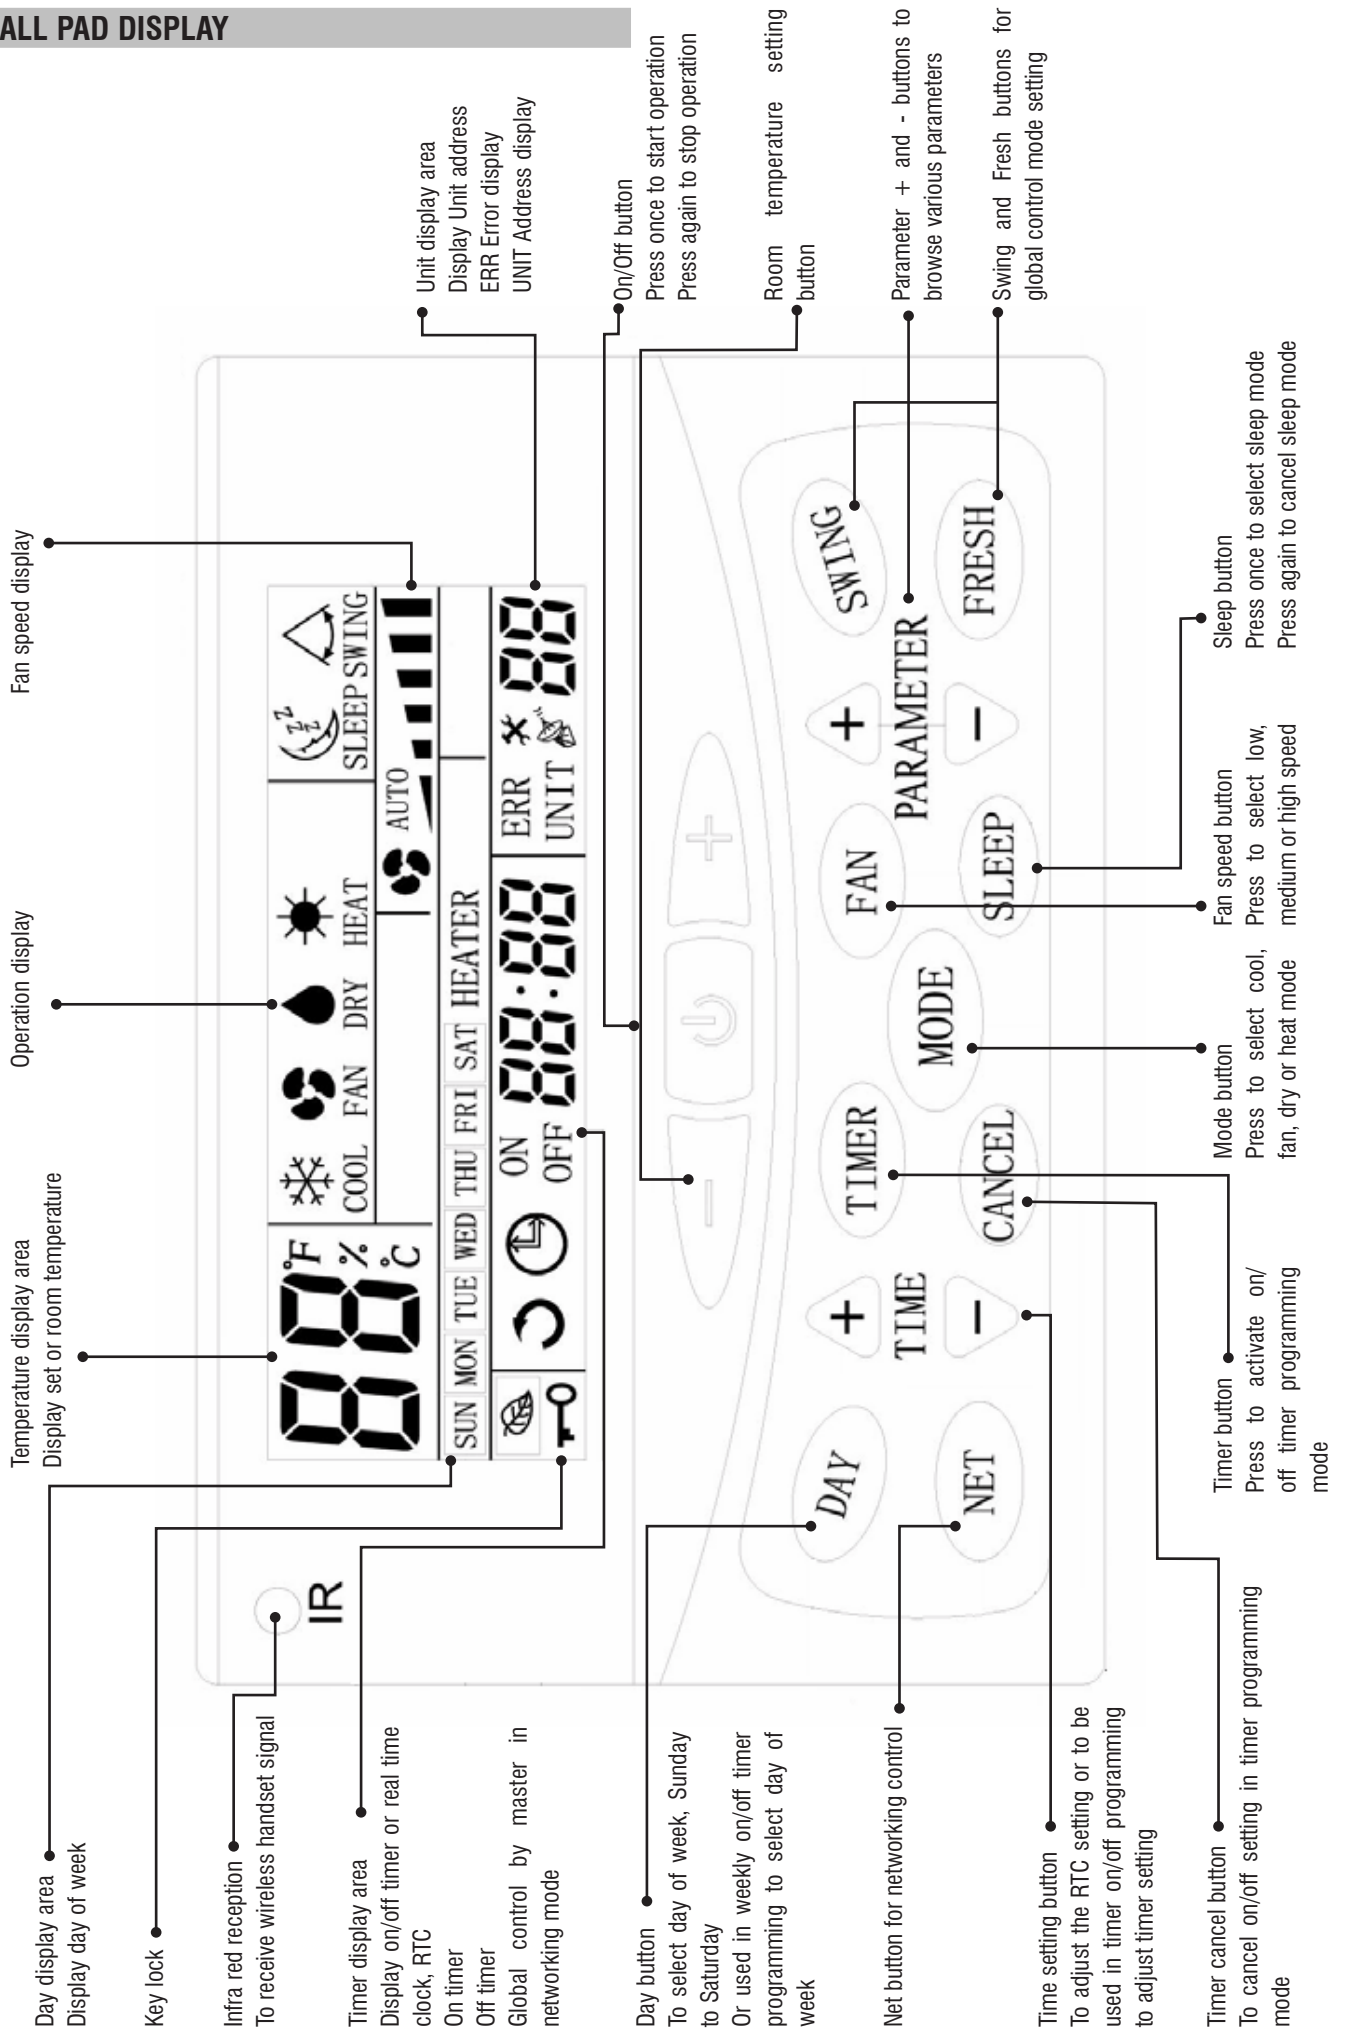 ALL PAD DISPLAY
Day display area
Display day of week
Key lock
Infra red reception
To receive wireless handset signal
Timer display area
Display on/off timer or real time
clock, RTC
On timer
Off timer
Global control by master in
networking mode
Day button
To select day of week, Sunday
to Saturday
Or used in weekly on/off timer
programming to select day of
week
Net button for networking control
Time setting button
To adjust the RTC setting or to be
used in timer on/off programming
to adjust timer setting
Timer cancel button
To cancel on/off setting in timer programming
mode
Temperature display area
Display set or room temperature
Operation display
Fan speed display
IR
88 °F
%
°C
COOL FAN DRY HEAT
SLEEP SWING
AUTO
SUN MON TUE WED THU FRI SAT HEATER
ON
OFF
88:88
ERR
UNIT
88
- +
DAY
NET
+
TIME
-
TIMER
CANCEL
MODE
FAN
SLEEP
+
PARAMETER
-
SWING
FRESH
Timer button
Press to activate on/
off timer programming
mode
Mode button
Press to select cool,
fan, dry or heat mode
Fan speed button
Press to select low,
medium or high speed
Sleep button
Press once to select sleep mode
Press again to cancel sleep mode
Unit display area
Display Unit address
ERR Error display
UNIT Address display
On/Off button
Press once to start operation
Press again to stop operation
Room temperature setting
button
Parameter + and - buttons to
browse various parameters
Swing and Fresh buttons for
global control mode setting